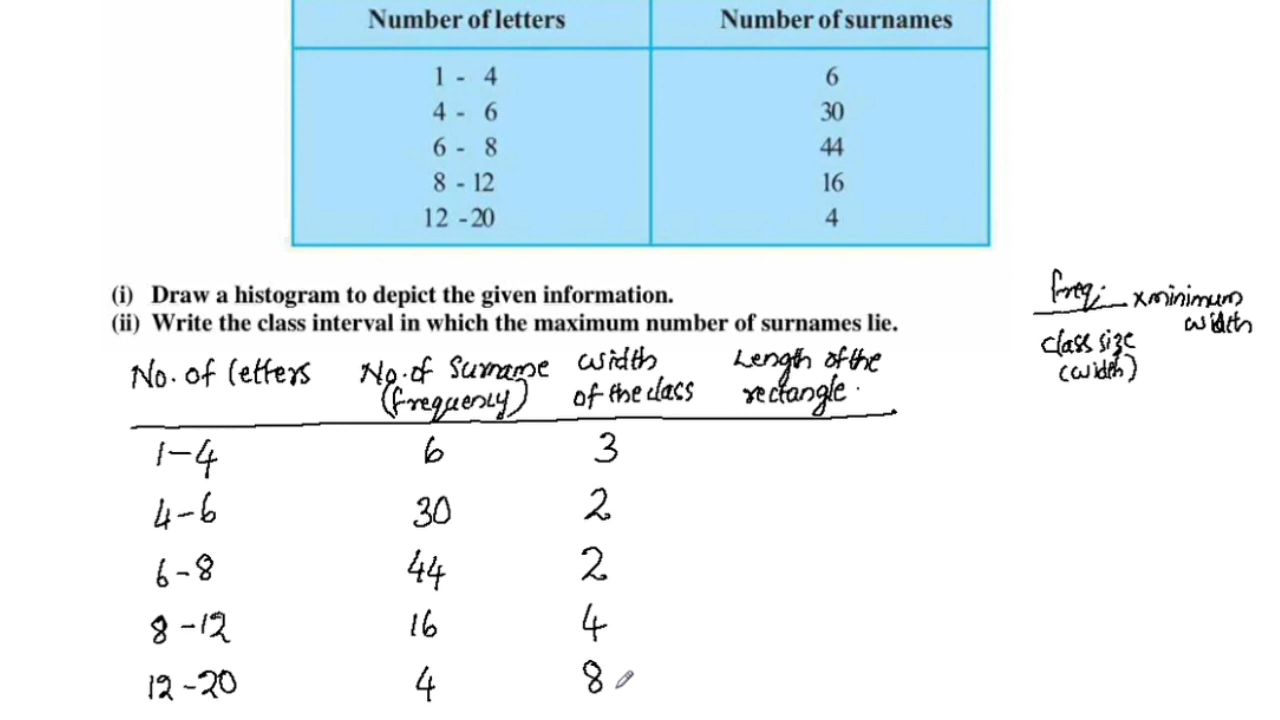 Number of letters Number of surnames
1 - 4 6
4 - 6 30
6 - 8 44
8 - 12 16
12 - 20 4
(i) Draw a histogram to depict the given information.
(ii) Write the class interval in which the maximum number of surnames lie.
freq. x minimum
width
class size
(width)
No. of letters No. of Surname width Length of the
(frequency) of the class rectangle.
1-4 6 3
4-6 30 2
6-8 44 2
8-12 16 4
12-20 4 8